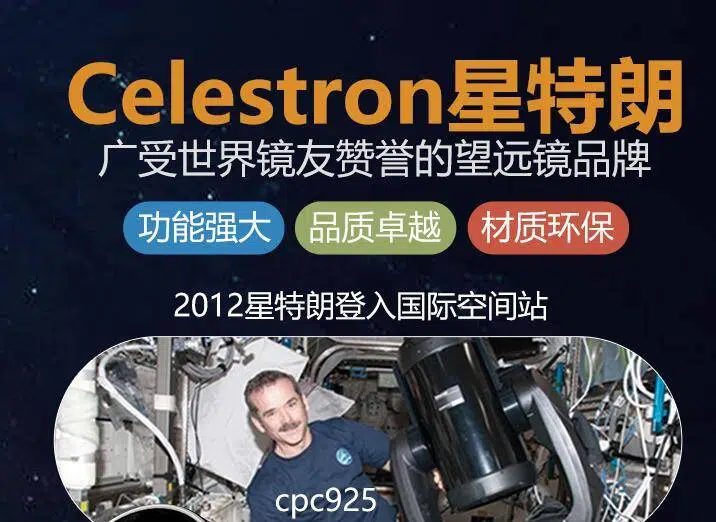 Celestron星特朗
广受世界镜友赞誉的望远镜品牌
功能强大 品质卓越 材质环保
2012星特朗登入国际空间站
cpc925